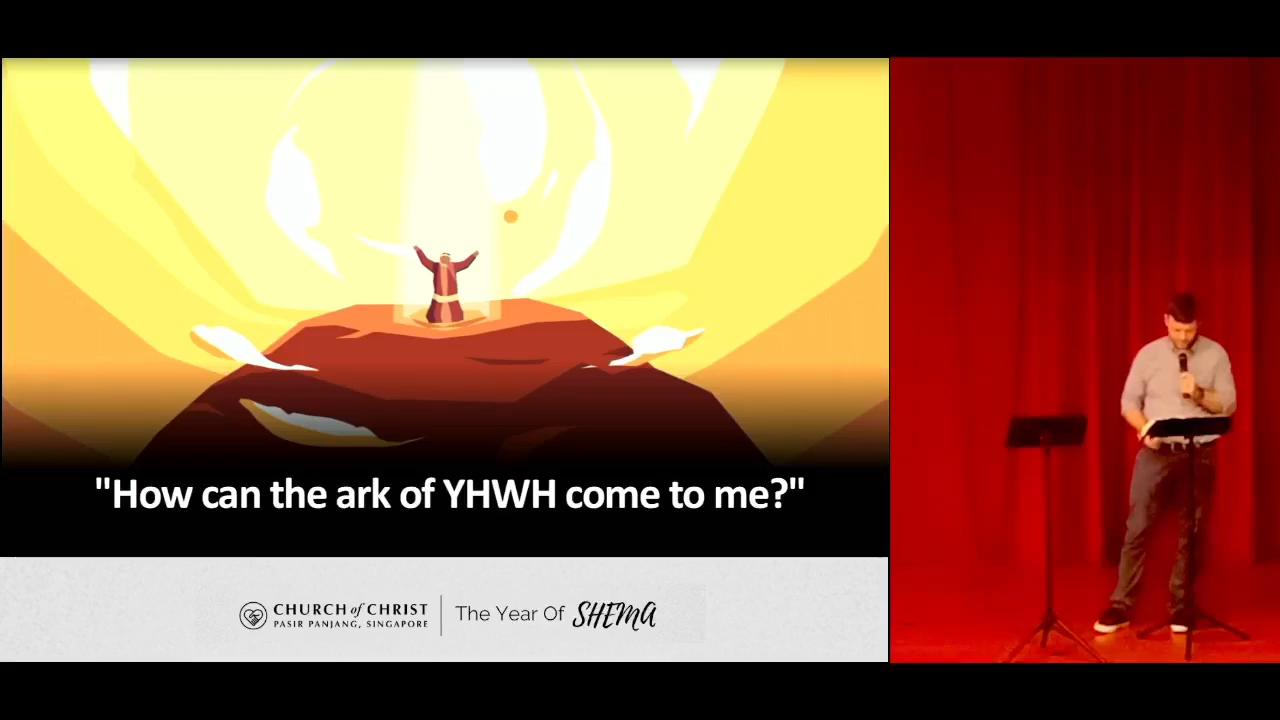 "How can the ark of YHWH come to me?"
CHURCH of CHRIST
PASIR PANJANG, SINGAPORE
The Year Of SHEMA